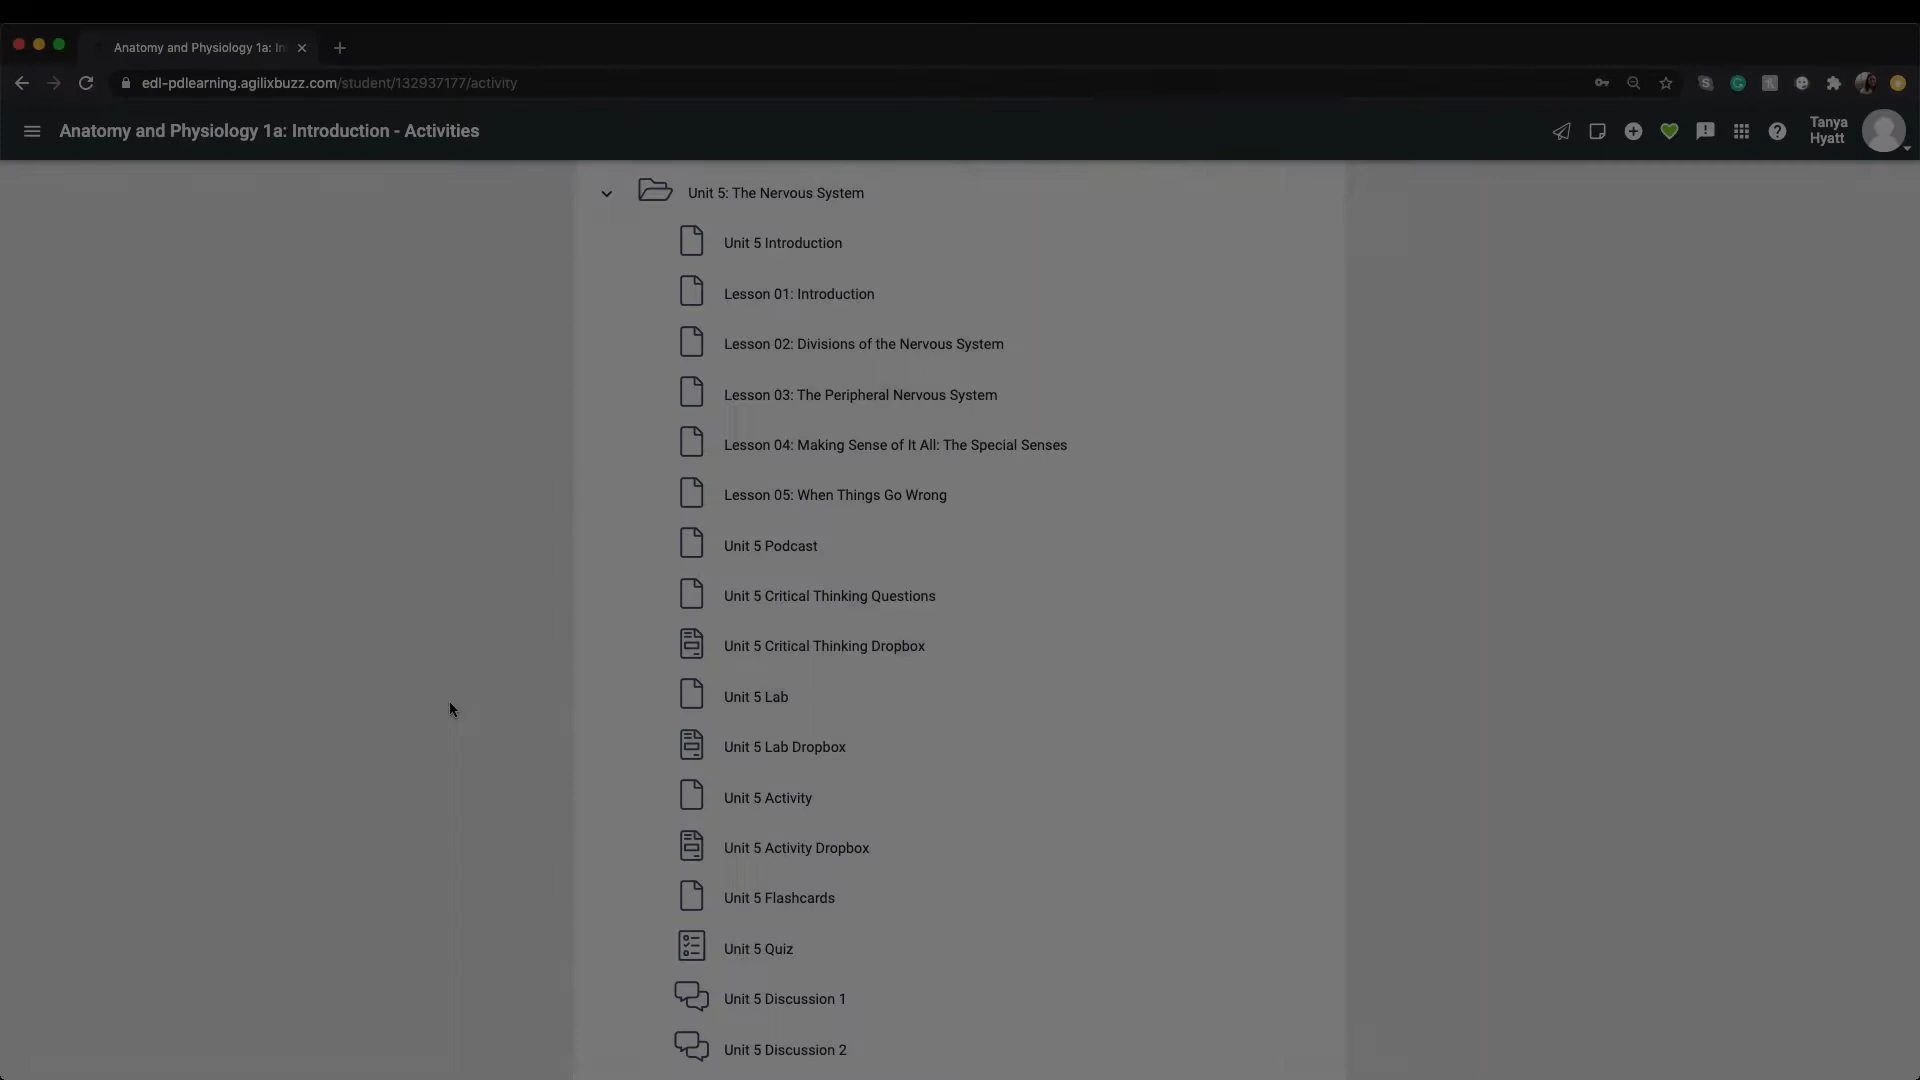 Anatomy and Physiology 1a: In
edl-pdlearning.agilixbuzz.com/student/132937177/activity
Anatomy and Physiology 1a: Introduction - Activities
Tanya
Hyatt
Unit 5: The Nervous System
Unit 5 Introduction
Lesson 01: Introduction
Lesson 02: Divisions of the Nervous System
Lesson 03: The Peripheral Nervous System
Lesson 04: Making Sense of It All: The Special Senses
Lesson 05: When Things Go Wrong
Unit 5 Podcast
Unit 5 Critical Thinking Questions
Unit 5 Critical Thinking Dropbox
Unit 5 Lab
Unit 5 Lab Dropbox
Unit 5 Activity
Unit 5 Activity Dropbox
Unit 5 Flashcards
Unit 5 Quiz
Unit 5 Discussion 1
Unit 5 Discussion 2